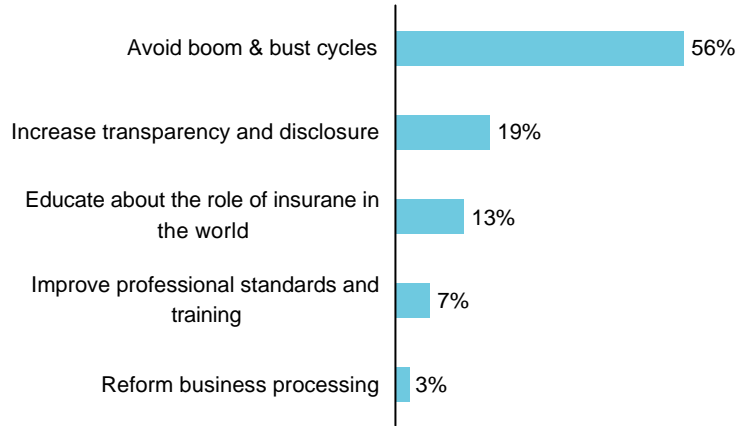 Avoid boom & bust cycles
56%
Increase transparency and disclosure
19%
Educate about the role of insurane in
the world
13%
Improve professional standards and
training
7%
Reform business processing
3%